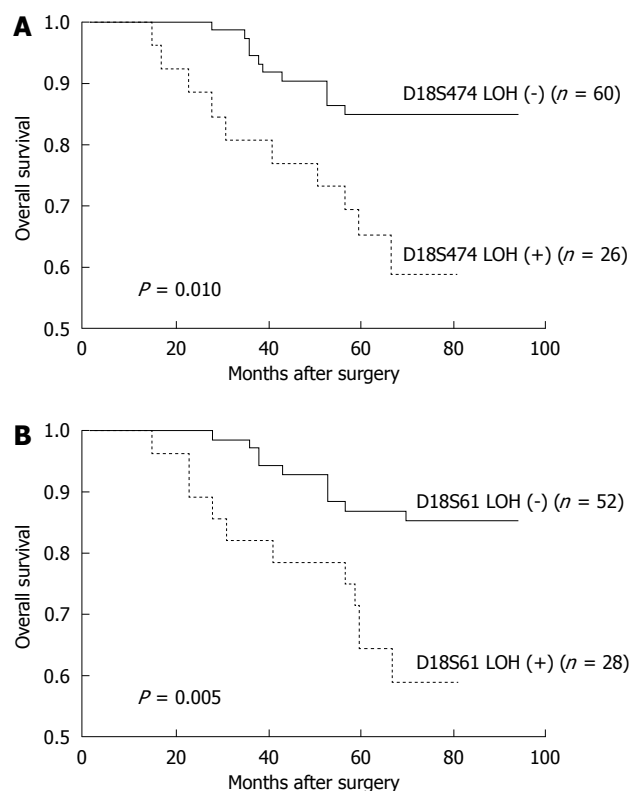 A
1.0
0.9
0.8
0.7
0.6
0.5
Overall survival
D18S474 LOH (-) (n = 60)
D18S474 LOH (+) (n = 26)
P = 0.010
0 20 40 60 80 100
Months after surgery
B
1.0
0.9
0.8
0.7
0.6
0.5
Overall survival
D18S61 LOH (-) (n = 52)
D18S61 LOH (+) (n = 28)
P = 0.005
0 20 40 60 80 100
Months after surgery